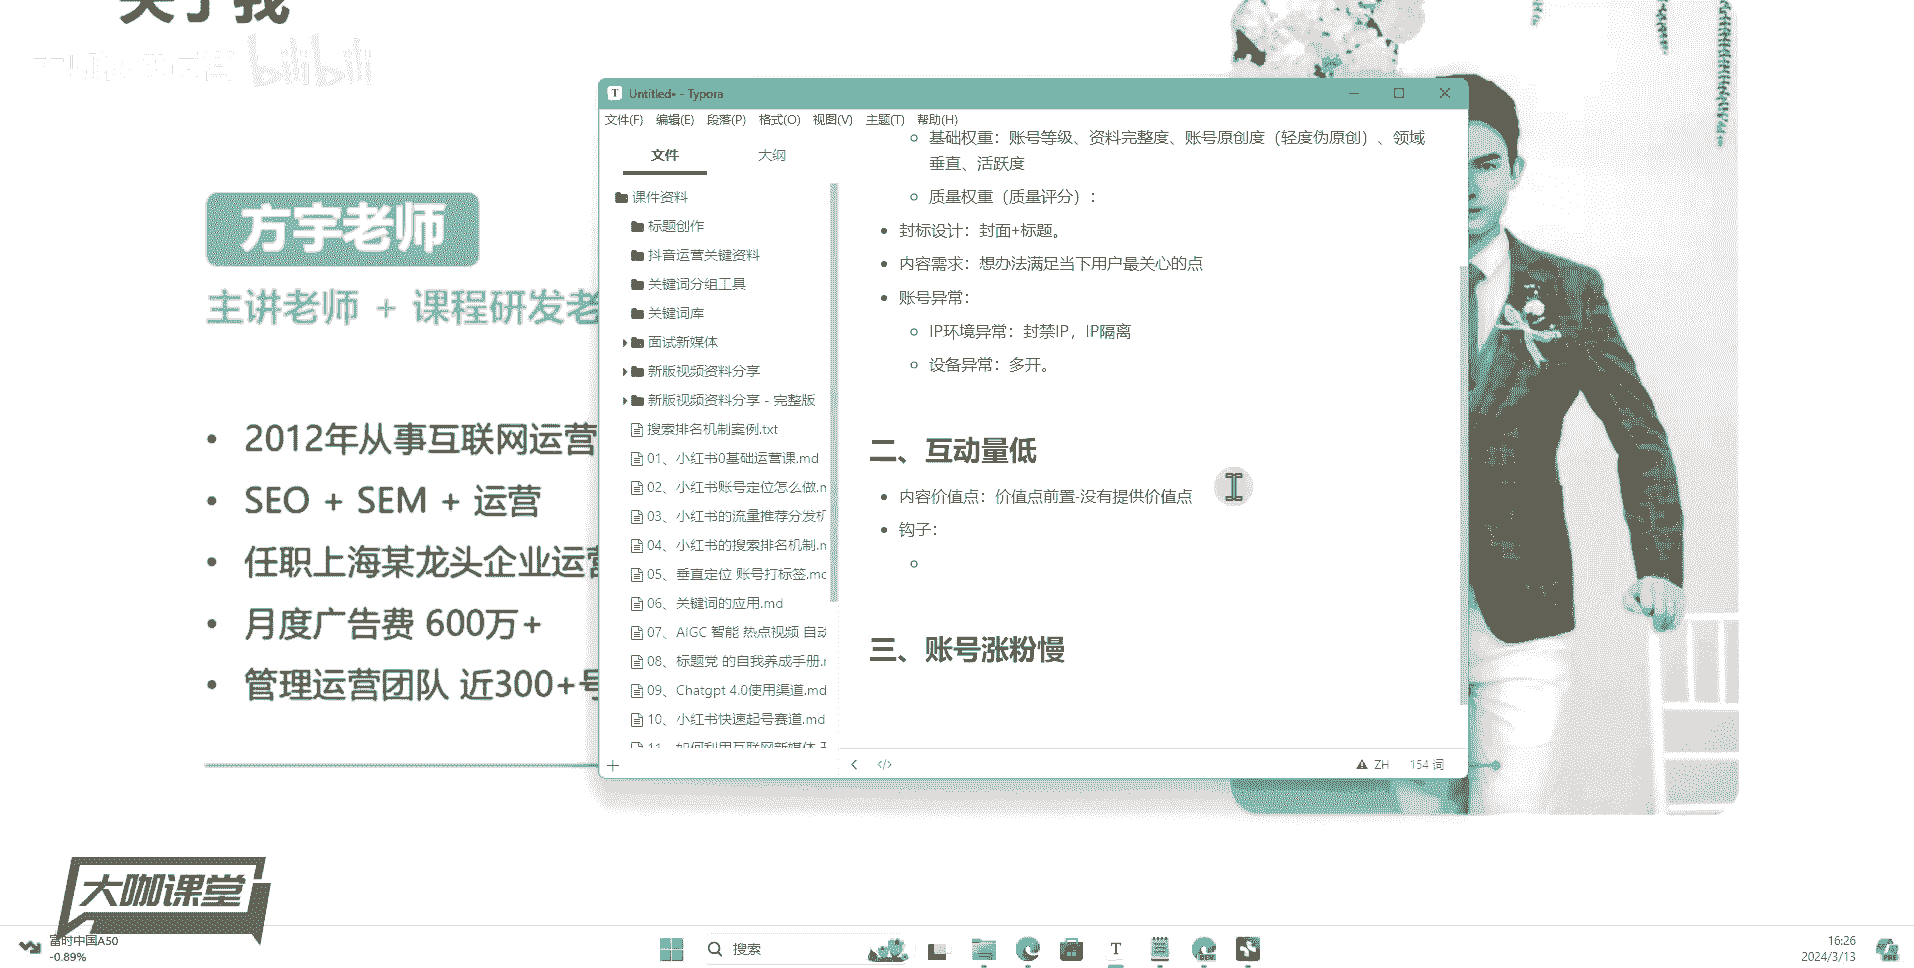 关于我
bilibili
方宇老师
主讲老师 + 课程研发老
2012年从事互联网运营
SEO + SEM + 运营
任职上海某龙头企业运营
月度广告费 600万+
管理运营团队 近300+号
Untitled• - Typora
文件(F) 编辑(E) 段落(P) 格式(O) 视图(V) 主题(T) 帮助(H)
文件 大纲
课件资料
标题创作
抖音运营关键资料
关键词分组工具
关键词库
面试新媒体
新版视频资料分享
新版视频资料分享 - 完整版
搜索排名机制案例.txt
01、小红书0基础运营课.md
02、小红书账号定位怎么做.m
03、小红书的流量推荐分发机
04、小红书的搜索排名机制.m
05、垂直定位 账号打标签.md
06、关键词的应用.md
07、AIGC 智能 热点视频 自动
08、标题党 的自我养成手册.m
09、Chatgpt 4.0使用渠道.md
10、小红书快速起号赛道.md
11、如何利用互联网新媒体
基础权重：账号等级、资料完整度、账号原创度（轻度伪原创）、领域
垂直、活跃度
质量权重（质量评分）：
封标设计：封面+标题。
内容需求：想办法满足当下用户最关心的点
账号异常：
IP环境异常：封禁IP，IP隔离
设备异常：多开。
二、互动量低
内容价值点：价值点前置-没有提供价值点
钩子：
三、账号涨粉慢
ZH 154 词
大咖课堂
富时中国A50
-0.89%
搜索
16:26
2024/3/13